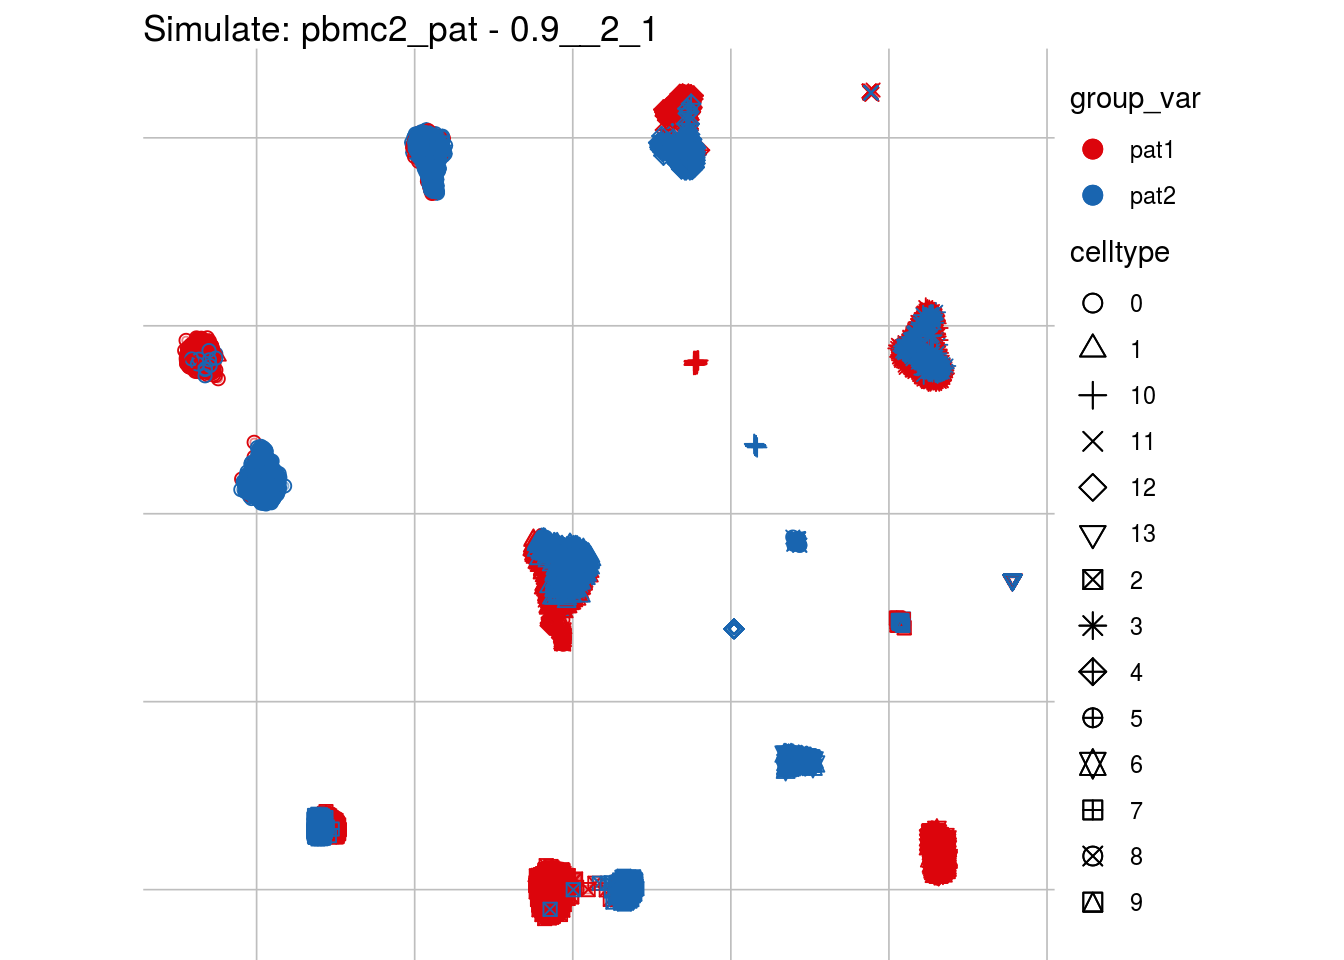 Simulate: pbmc2_pat - 0.9__2_1
group_var
pat1
pat2
celltype
0
1
10
11
12
13
2
3
4
5
6
7
8
9